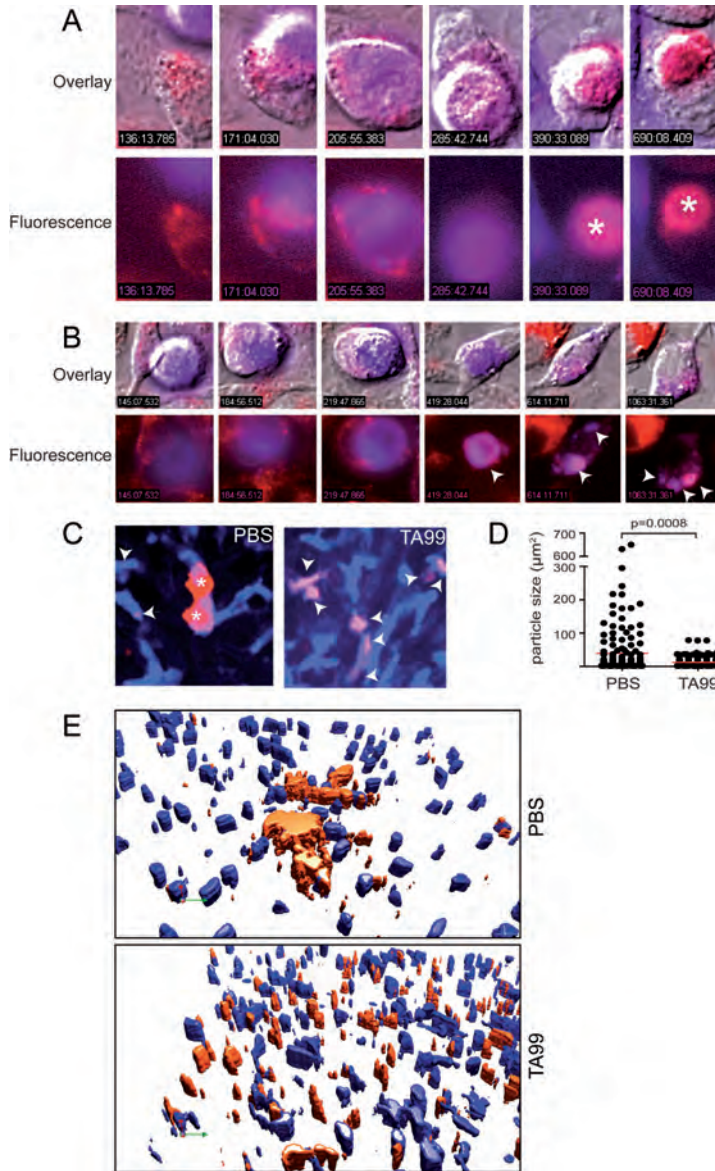 A
Overlay
136:13.785 171:04.030 205:55.383 285:42.744 390:33.089 690:08.409
Fluorescence
* *
136:13.785 171:04.030 205:55.383 285:42.744 390:33.089 690:08.409
B
Overlay
145:07.532 184:56.512 219:47.865 419:28.044 614:11.711 1063:31.361
Fluorescence
145:07.532 184:56.512 219:47.865 419:28.044 614:11.711 1063:31.361
C
PBS
*
*
TA99
D
p=0.0008
particle size (µm²)
700
600
300
200
100
PBS TA99
E
PBS
TA99